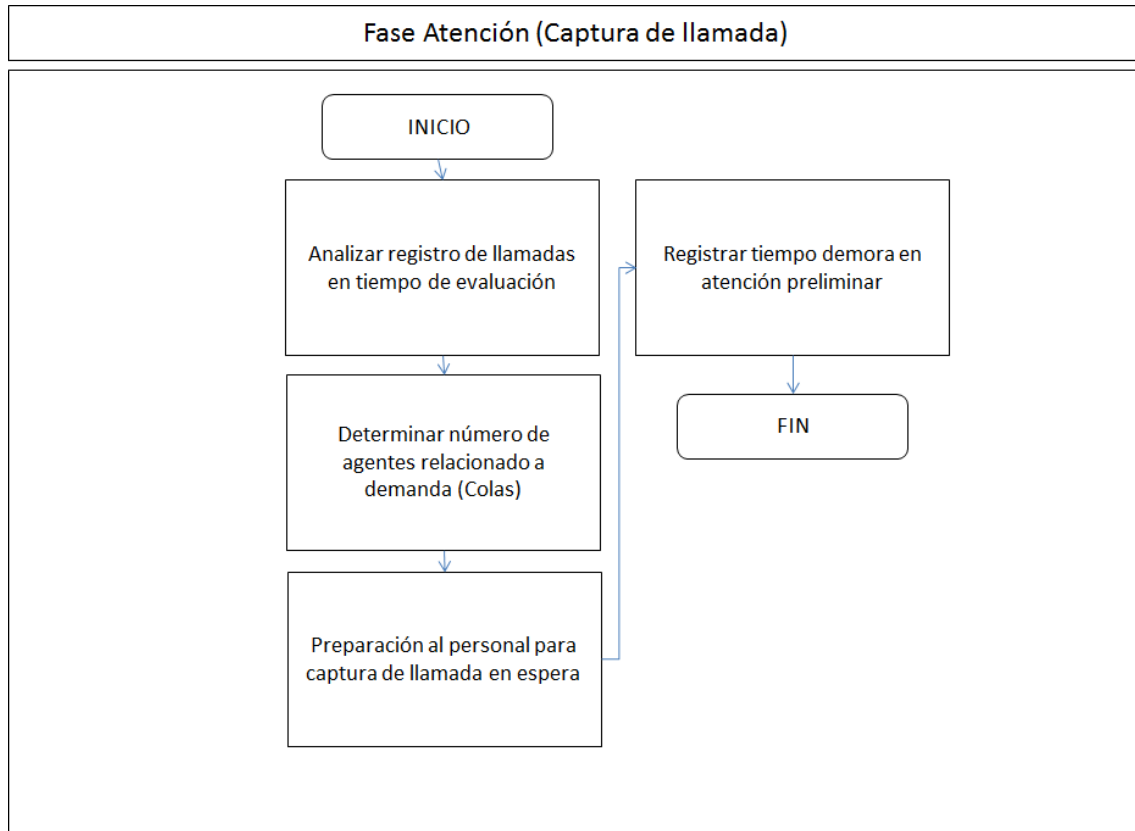 Fase Atención (Captura de llamada)
INICIO
Analizar registro de llamadas
en tiempo de evaluación
Determinar número de
agentes relacionado a
demanda (Colas)
Preparación al personal para
captura de llamada en espera
Registrar tiempo demora en
atención preliminar
FIN